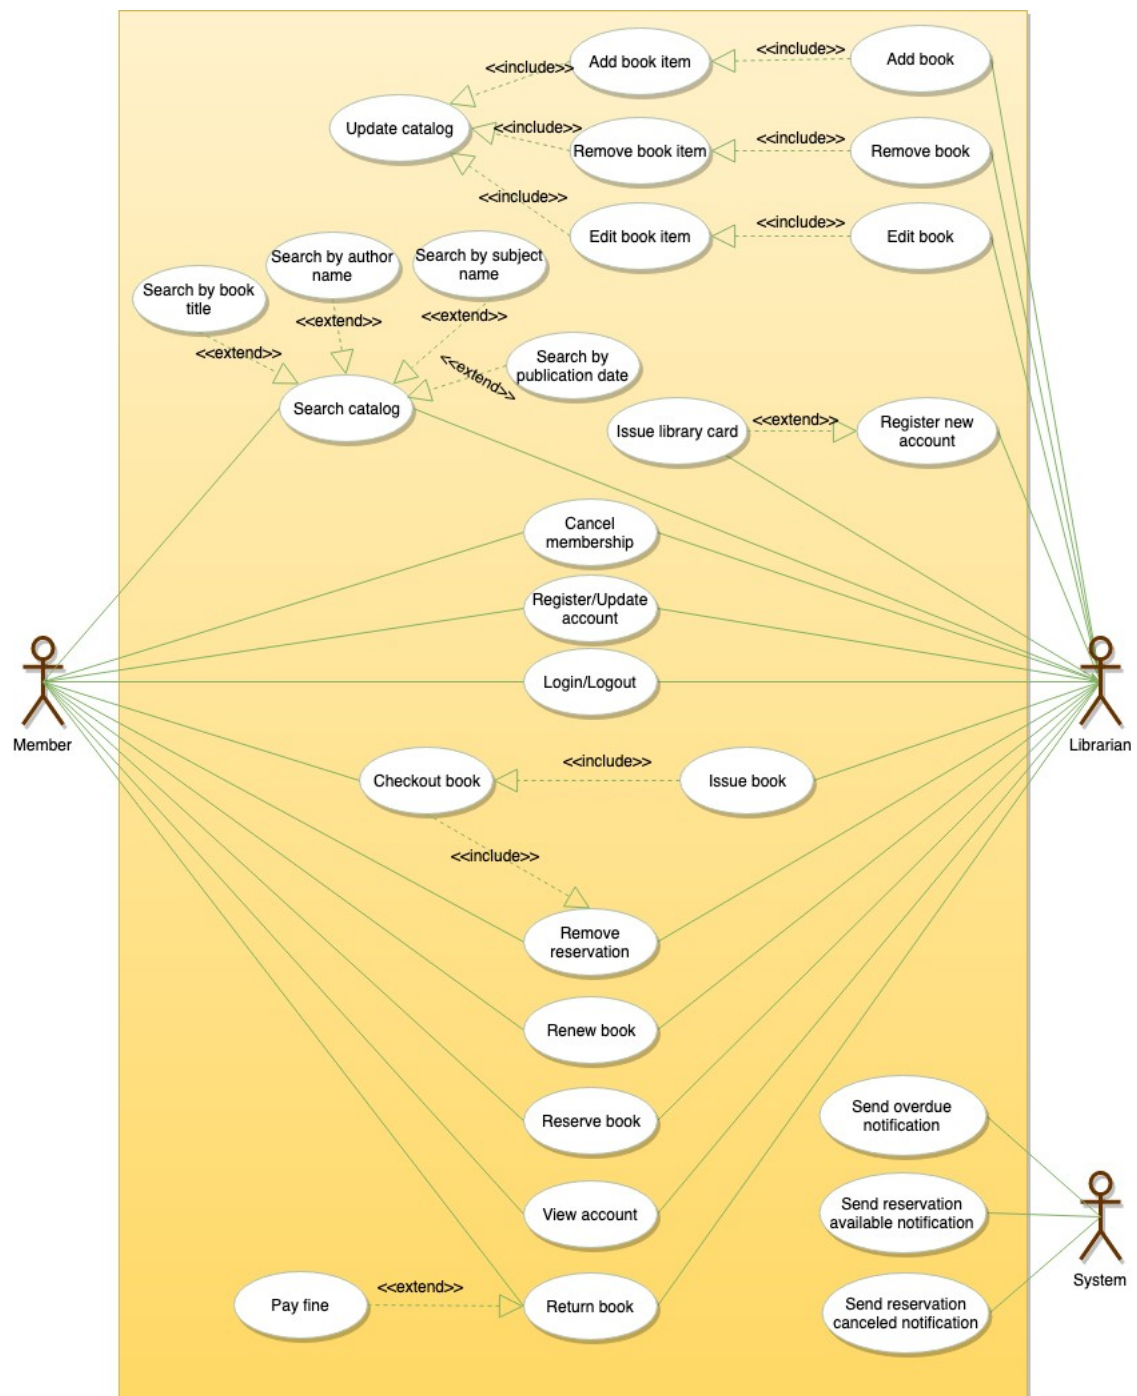 <<include>>
Add book item
<<include>>
Add book
Update catalog
<<include>>
Remove book item
<<include>>
Remove book
<<include>>
Edit book item
<<include>>
Edit book
Search by book
title
Search by author
name
Search by subject
name
<<extend>>
<<extend>>
<<extend>>
<<extend>>
Search by
publication date
Search catalog
Issue library card
<<extend>>
Register new
account
Cancel
membership
Register/Update
account
Login/Logout
Member
Librarian
Checkout book
<<include>>
Issue book
<<include>>
Remove
reservation
Renew book
Reserve book
Send overdue
notification
View account
Send reservation
available notification
System
Pay fine
<<extend>>
Return book
Send reservation
canceled notification